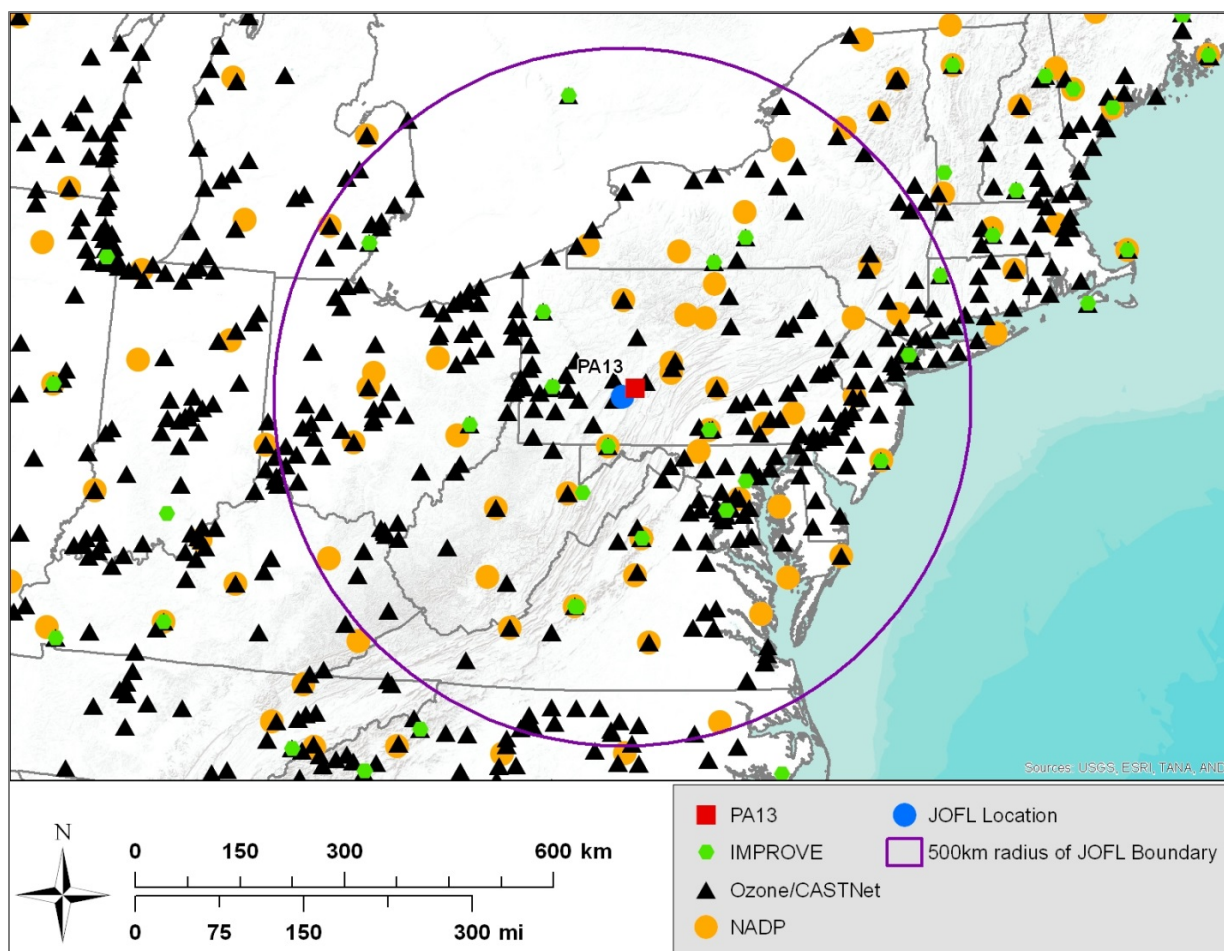 PA13
Sources: USGS, ESRI, TANA, AND
N
0 150 300 600 km
0 75 150 300 mi
PA13
IMPROVE
Ozone/CASTNet
NADP
JOFL Location
500km radius of JOFL Boundary